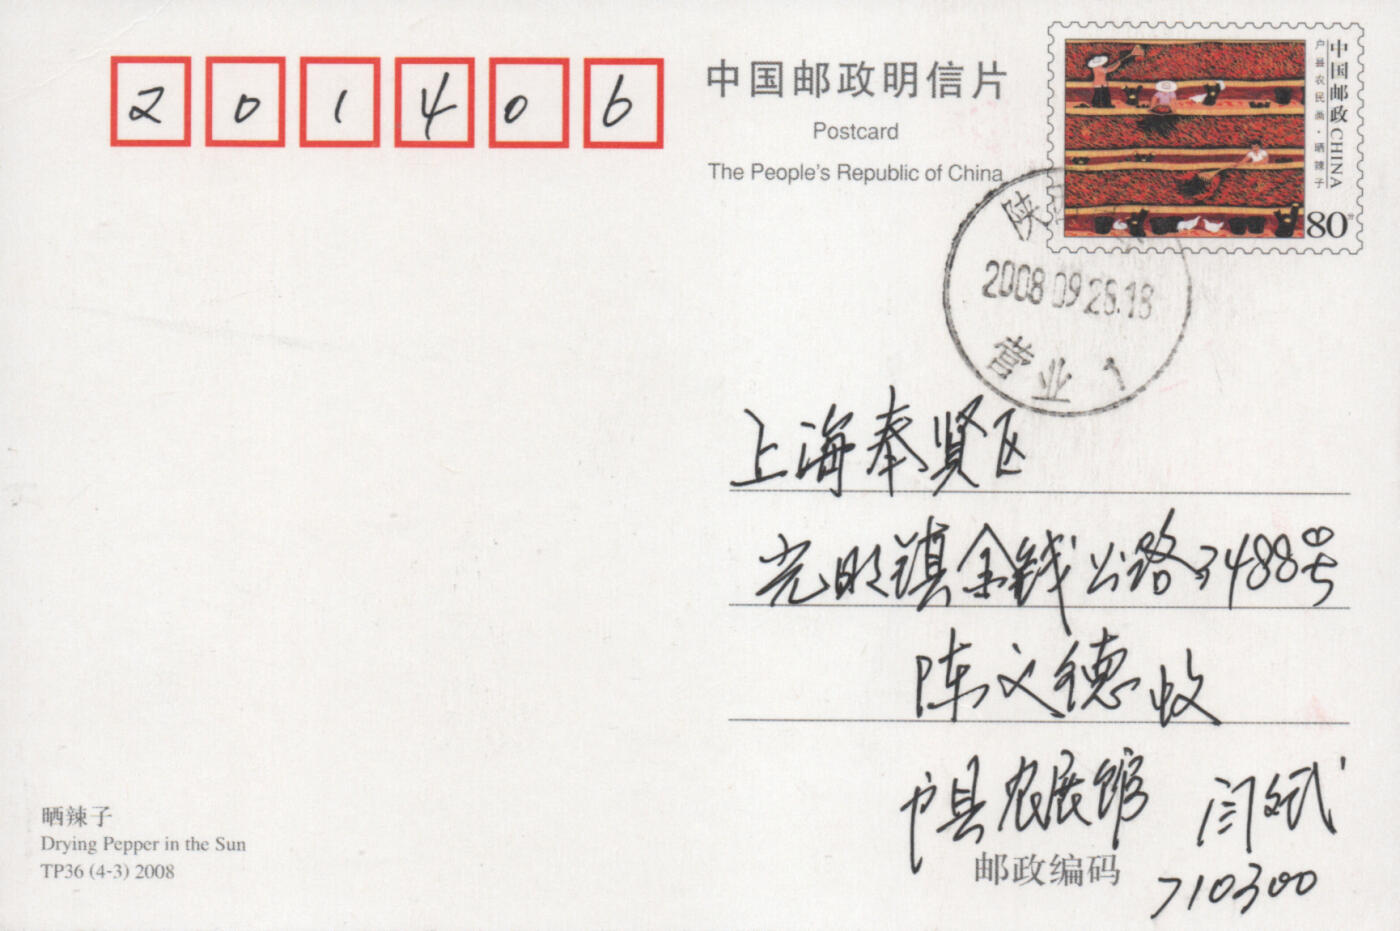 201406
中国邮政明信片
Postcard
The People's Republic of China
中国邮政 CHINA
户县农民画·晒辣子
80分
陕
2008.09.28.18
营业 1
上海奉贤区
光明镇金钱公路3488号
陈文德收
户县农展馆 闫斌
邮政编码
710300
晒辣子
Drying Pepper in the Sun
TP36 (4-3) 2008